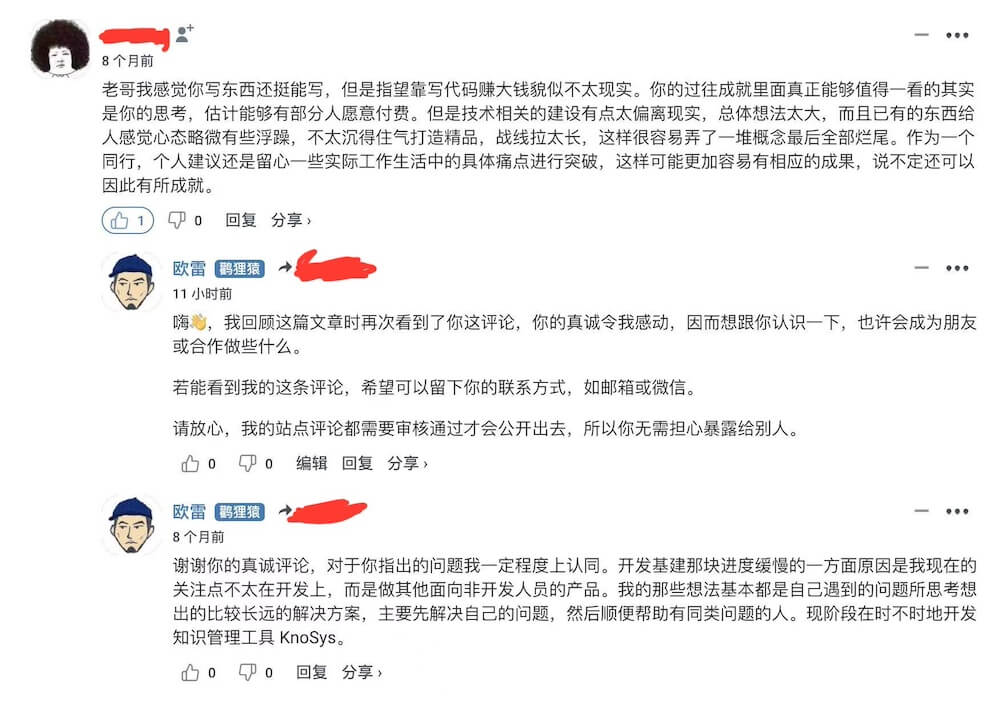 8 个月前
老哥我感觉你写东西还挺能写，但是指望靠写代码赚大钱貌似不太现实。你的过往成就里面真正能够值得一看的其实
是你的思考，估计能够有部分人愿意付费。但是技术相关的建设有点太偏离现实，总体想法太大，而且已有的东西给
人感觉心态略微有些浮躁，不太沉得住气打造精品，战线拉太长，这样很容易弄了一堆概念最后全部烂尾。作为一个
同行，个人建议还是留心一些实际工作生活中的具体痛点进行突破，这样可能更加容易有相应的成果，说不定还可以
因此有所成就。
1 0 回复 分享 ›
欧雷 鹳狸猿
11 小时前
嗨👋，我回顾这篇文章时再次看到了你这评论，你的真诚令我感动，因而想跟你认识一下，也许会成为朋友
或合作做些什么。
若能看到我的这条评论，希望可以留下你的联系方式，如邮箱或微信。
请放心，我的站点评论都需要审核通过才会公开出去，所以你无需担心暴露给别人。
0 0 编辑 回复 分享 ›
欧雷 鹳狸猿
8 个月前
谢谢你的真诚评论，对于你指出的问题我一定程度上认同。开发基建那块进度缓慢的一方面原因是我现在的
关注点不太在开发上，而是做其他面向非开发人员的产品。我的那些想法基本都是自己遇到的问题所思考想
出的比较长远的解决方案，主要先解决自己的问题，然后顺便帮助有同类问题的人。现阶段在时不时地开发
知识管理工具 KnoSys。
0 0 回复 分享 ›